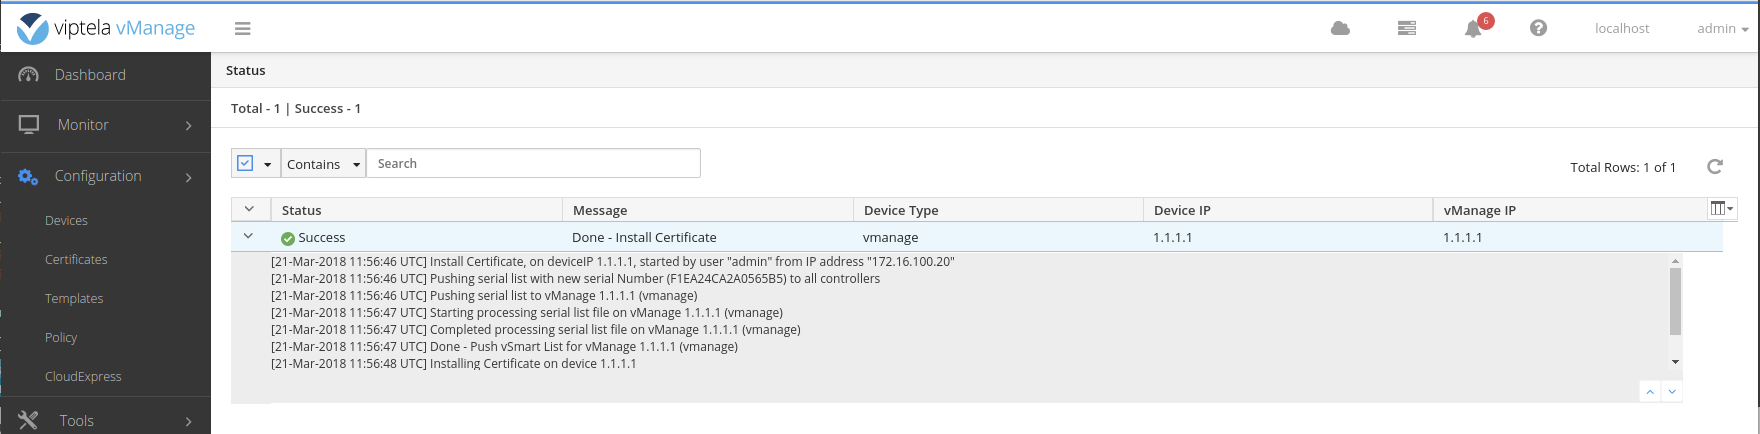 viptela vManage
6
localhost
admin
Dashboard
Monitor
Configuration
Devices
Certificates
Templates
Policy
CloudExpress
Tools
Status
Total - 1 | Success - 1
Contains
Search
Total Rows: 1 of 1
Status Message Device Type Device IP vManage IP
Success Done - Install Certificate vmanage 1.1.1.1 1.1.1.1
[21-Mar-2018 11:56:46 UTC] Install Certificate, on deviceIP 1.1.1.1, started by user "admin" from IP address "172.16.100.20"
[21-Mar-2018 11:56:46 UTC] Pushing serial list with new serial Number (F1EA24CA2A0565B5) to all controllers
[21-Mar-2018 11:56:46 UTC] Pushing serial list to vManage 1.1.1.1 (vmanage)
[21-Mar-2018 11:56:47 UTC] Starting processing serial list file on vManage 1.1.1.1 (vmanage)
[21-Mar-2018 11:56:47 UTC] Completed processing serial list file on vManage 1.1.1.1 (vmanage)
[21-Mar-2018 11:56:47 UTC] Done - Push vSmart List for vManage 1.1.1.1 (vmanage)
[21-Mar-2018 11:56:48 UTC] Installing Certificate on device 1.1.1.1